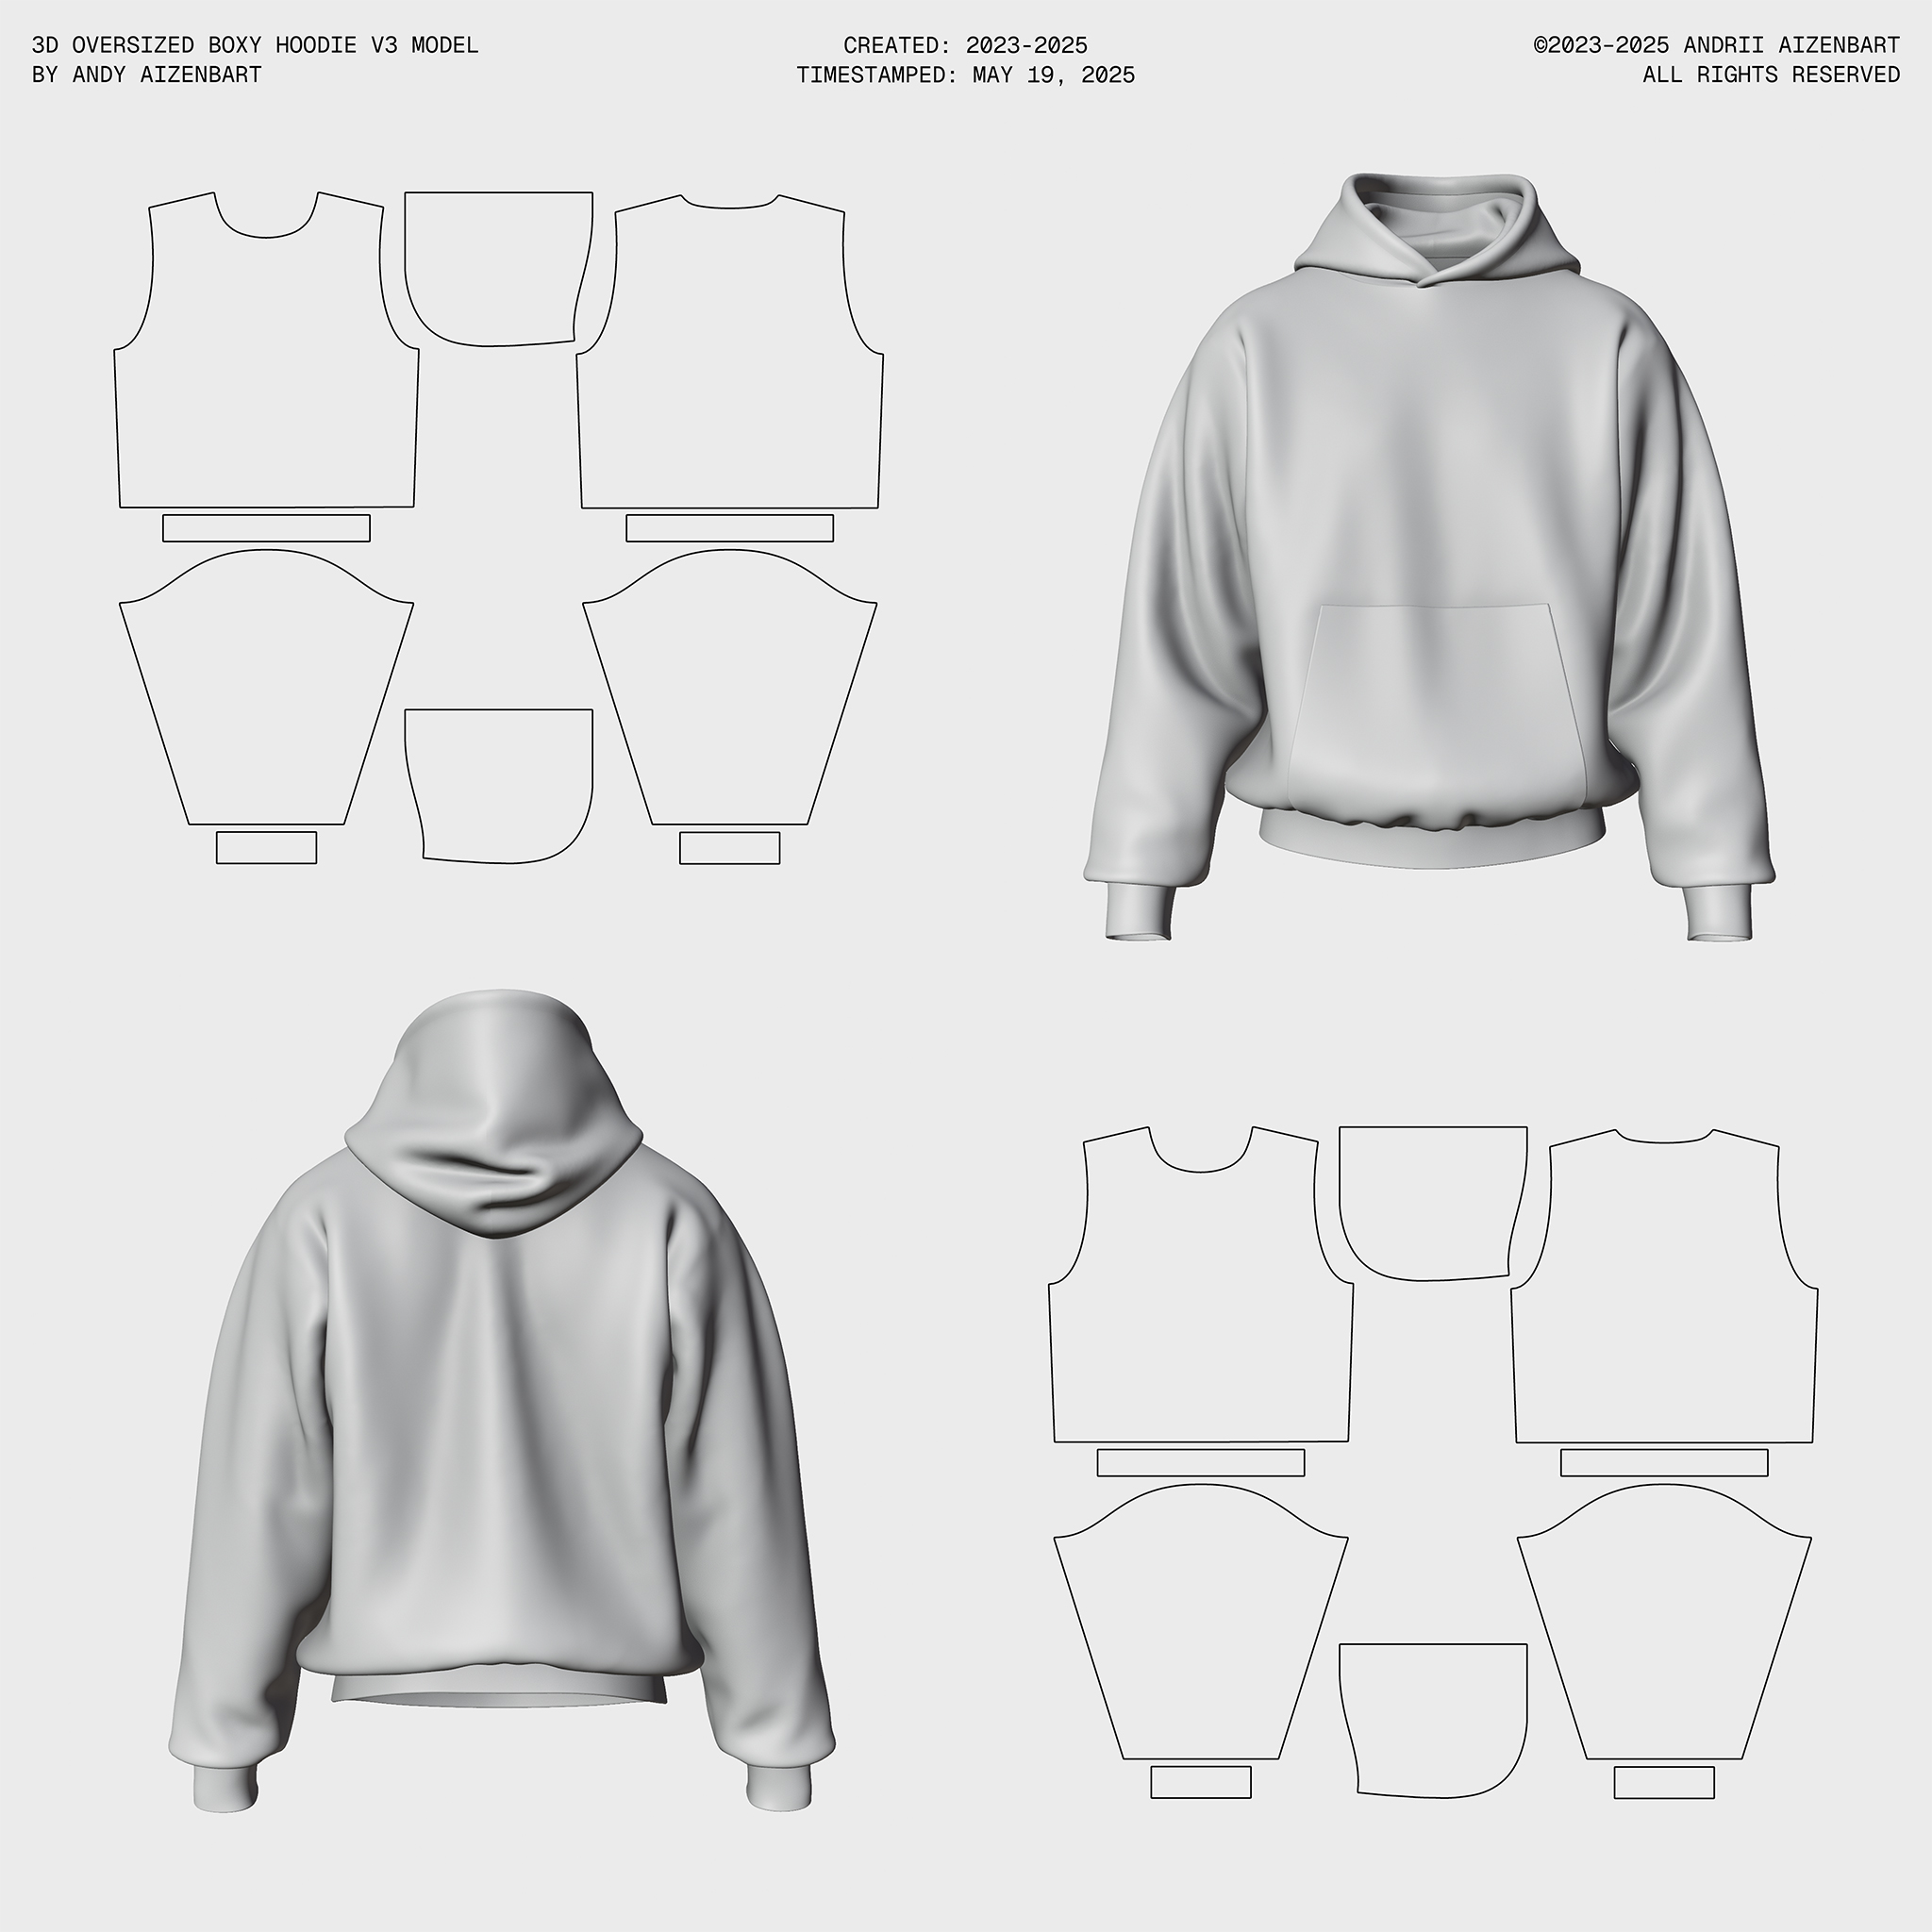 3D OVERSIZED BOXY HOODIE V3 MODEL
BY ANDY AIZENBART
CREATED: 2023-2025
TIMESTAMPED: MAY 19, 2025
©2023-2025 ANDRII AIZENBART
ALL RIGHTS RESERVED